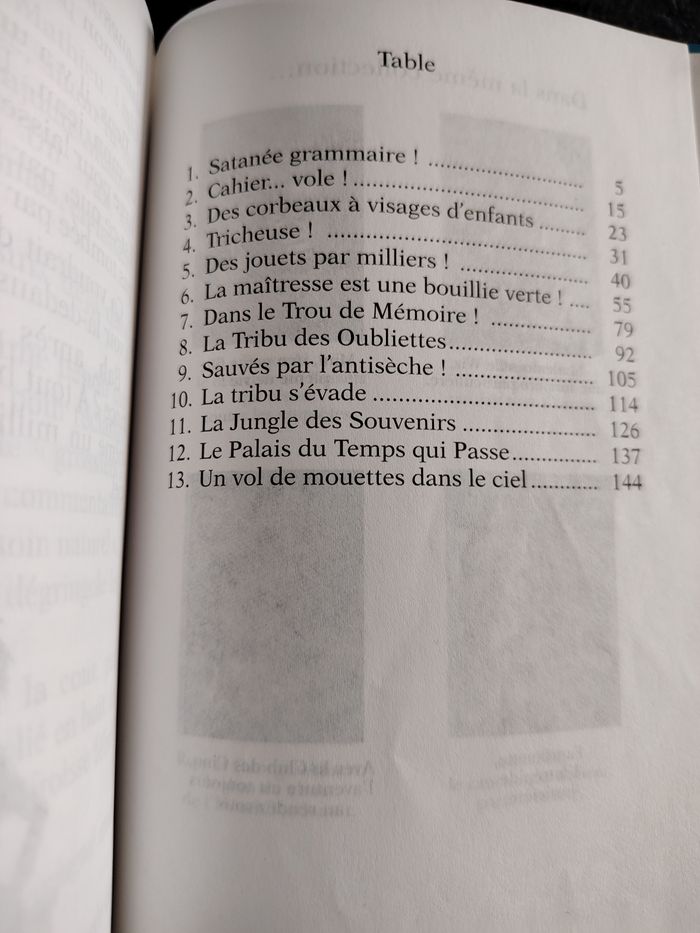 Table
1. Satanée grammaire ! .......................... 5
2. Cahier... vole ! ....................................... 15
3. Des corbeaux à visages d'enfants ........ 23
4. Tricheuse ! .......................................... 31
5. Des jouets par milliers ! ..................... 40
6. La maîtresse est une bouillie verte ! .... 55
7. Dans le Trou de Mémoire ! ................. 79
8. La Tribu des Oubliettes........................ 92
9. Sauvés par l'antisèche ! ...................... 105
10. La tribu s'évade .................................. 114
11. La Jungle des Souvenirs ..................... 126
12. Le Palais du Temps qui Passe.............. 137
13. Un vol de mouettes dans le ciel ........... 144